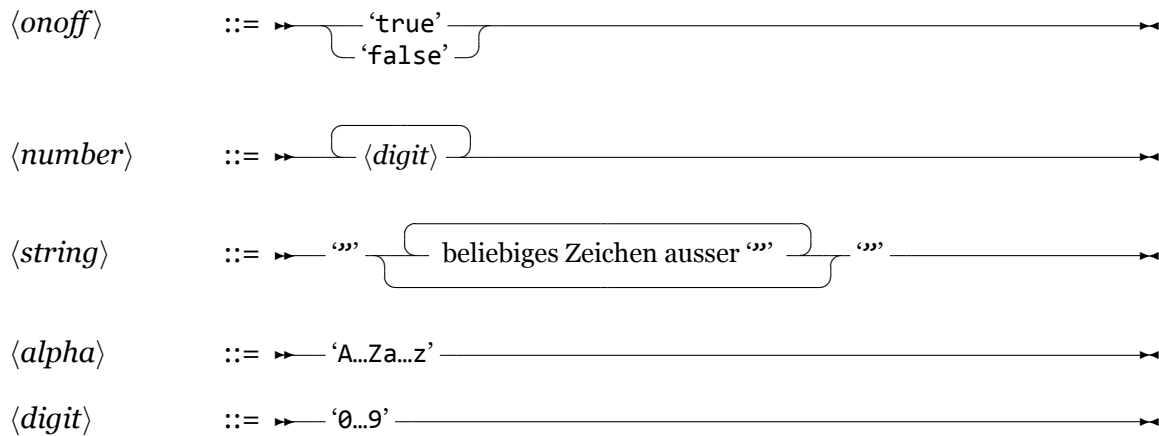 ⟨onoff⟩ ::= ‘true’
‘false’
⟨number⟩ ::= ⟨digit⟩
⟨string⟩ ::= ‘”’ beliebiges Zeichen ausser ‘”’ ‘”’
⟨alpha⟩ ::= ‘A…Za…z’
⟨digit⟩ ::= ‘0…9’